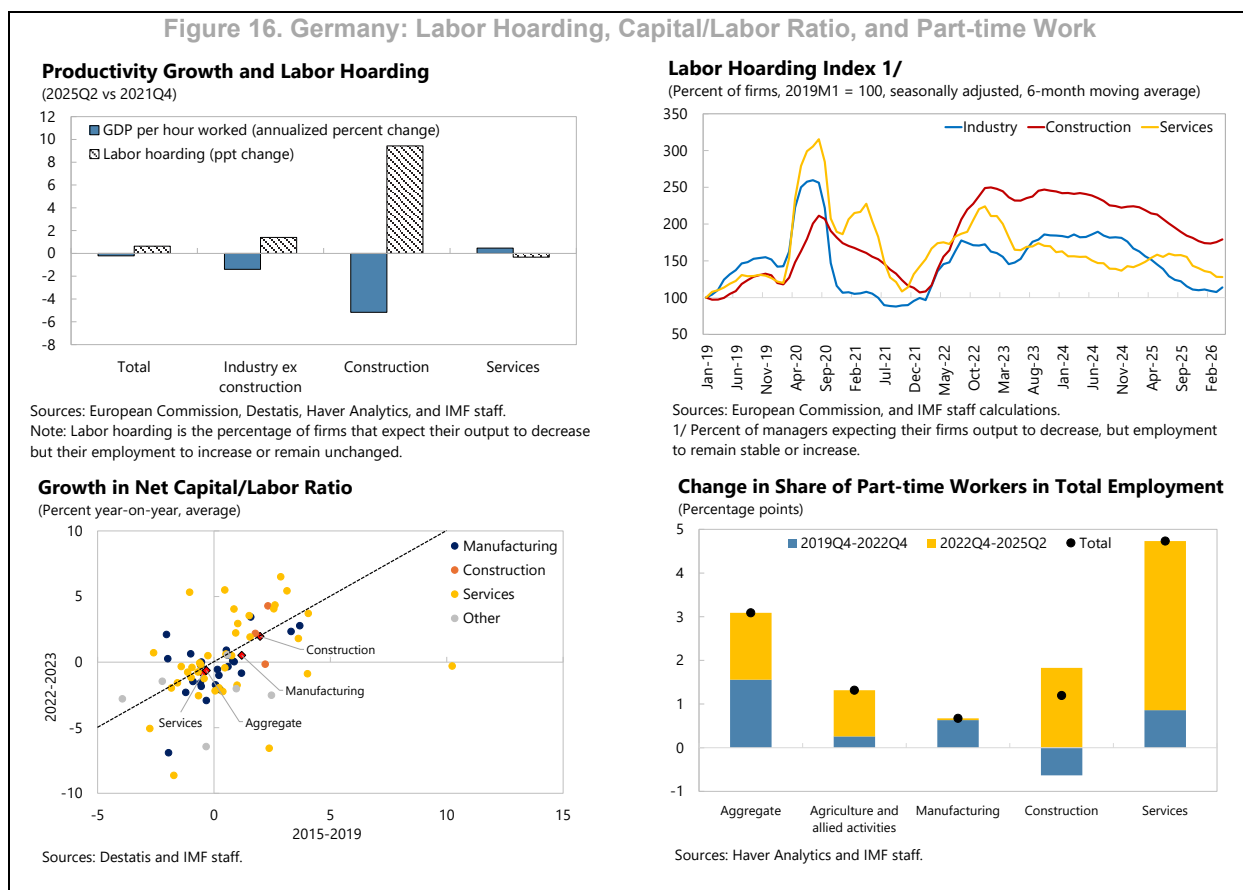 Figure 16. Germany: Labor Hoarding, Capital/Labor Ratio, and Part-time Work
Productivity Growth and Labor Hoarding
(2025Q2 vs 2021Q4)
12
10
8
6
4
2
0
-2
-4
-6
-8
GDP per hour worked (annualized percent change)
Labor hoarding (ppt change)
Total
Industry ex construction
Construction
Services
Sources: European Commission, Destatis, Haver Analytics, and IMF staff.
Note: Labor hoarding is the percentage of firms that expect their output to decrease
but their employment to increase or remain unchanged.
Labor Hoarding Index 1/
(Percent of firms, 2019M1 = 100, seasonally adjusted, 6-month moving average)
350
300
250
200
150
100
50
Industry
Construction
Services
Jan-19
Jun-19
Nov-19
Apr-20
Sep-20
Feb-21
Jul-21
Dec-21
May-22
Oct-22
Mar-23
Aug-23
Jan-24
Jun-24
Nov-24
Apr-25
Sep-25
Feb-26
Sources: European Commission, and IMF staff calculations.
1/ Percent of managers expecting their firms output to decrease, but employment
to remain stable or increase.
Growth in Net Capital/Labor Ratio
(Percent year-on-year, average)
10
5
0
-5
-10
2022-2023
Manufacturing
Construction
Services
Other
Construction
Manufacturing
Services
Aggregate
-5
0
5
10
15
2015-2019
Sources: Destatis and IMF staff.
Change in Share of Part-time Workers in Total Employment
(Percentage points)
5
4
3
2
1
0
-1
2019Q4-2022Q4
2022Q4-2025Q2
Total
Aggregate
Agriculture and
allied activities
Manufacturing
Construction
Services
Sources: Haver Analytics and IMF staff.